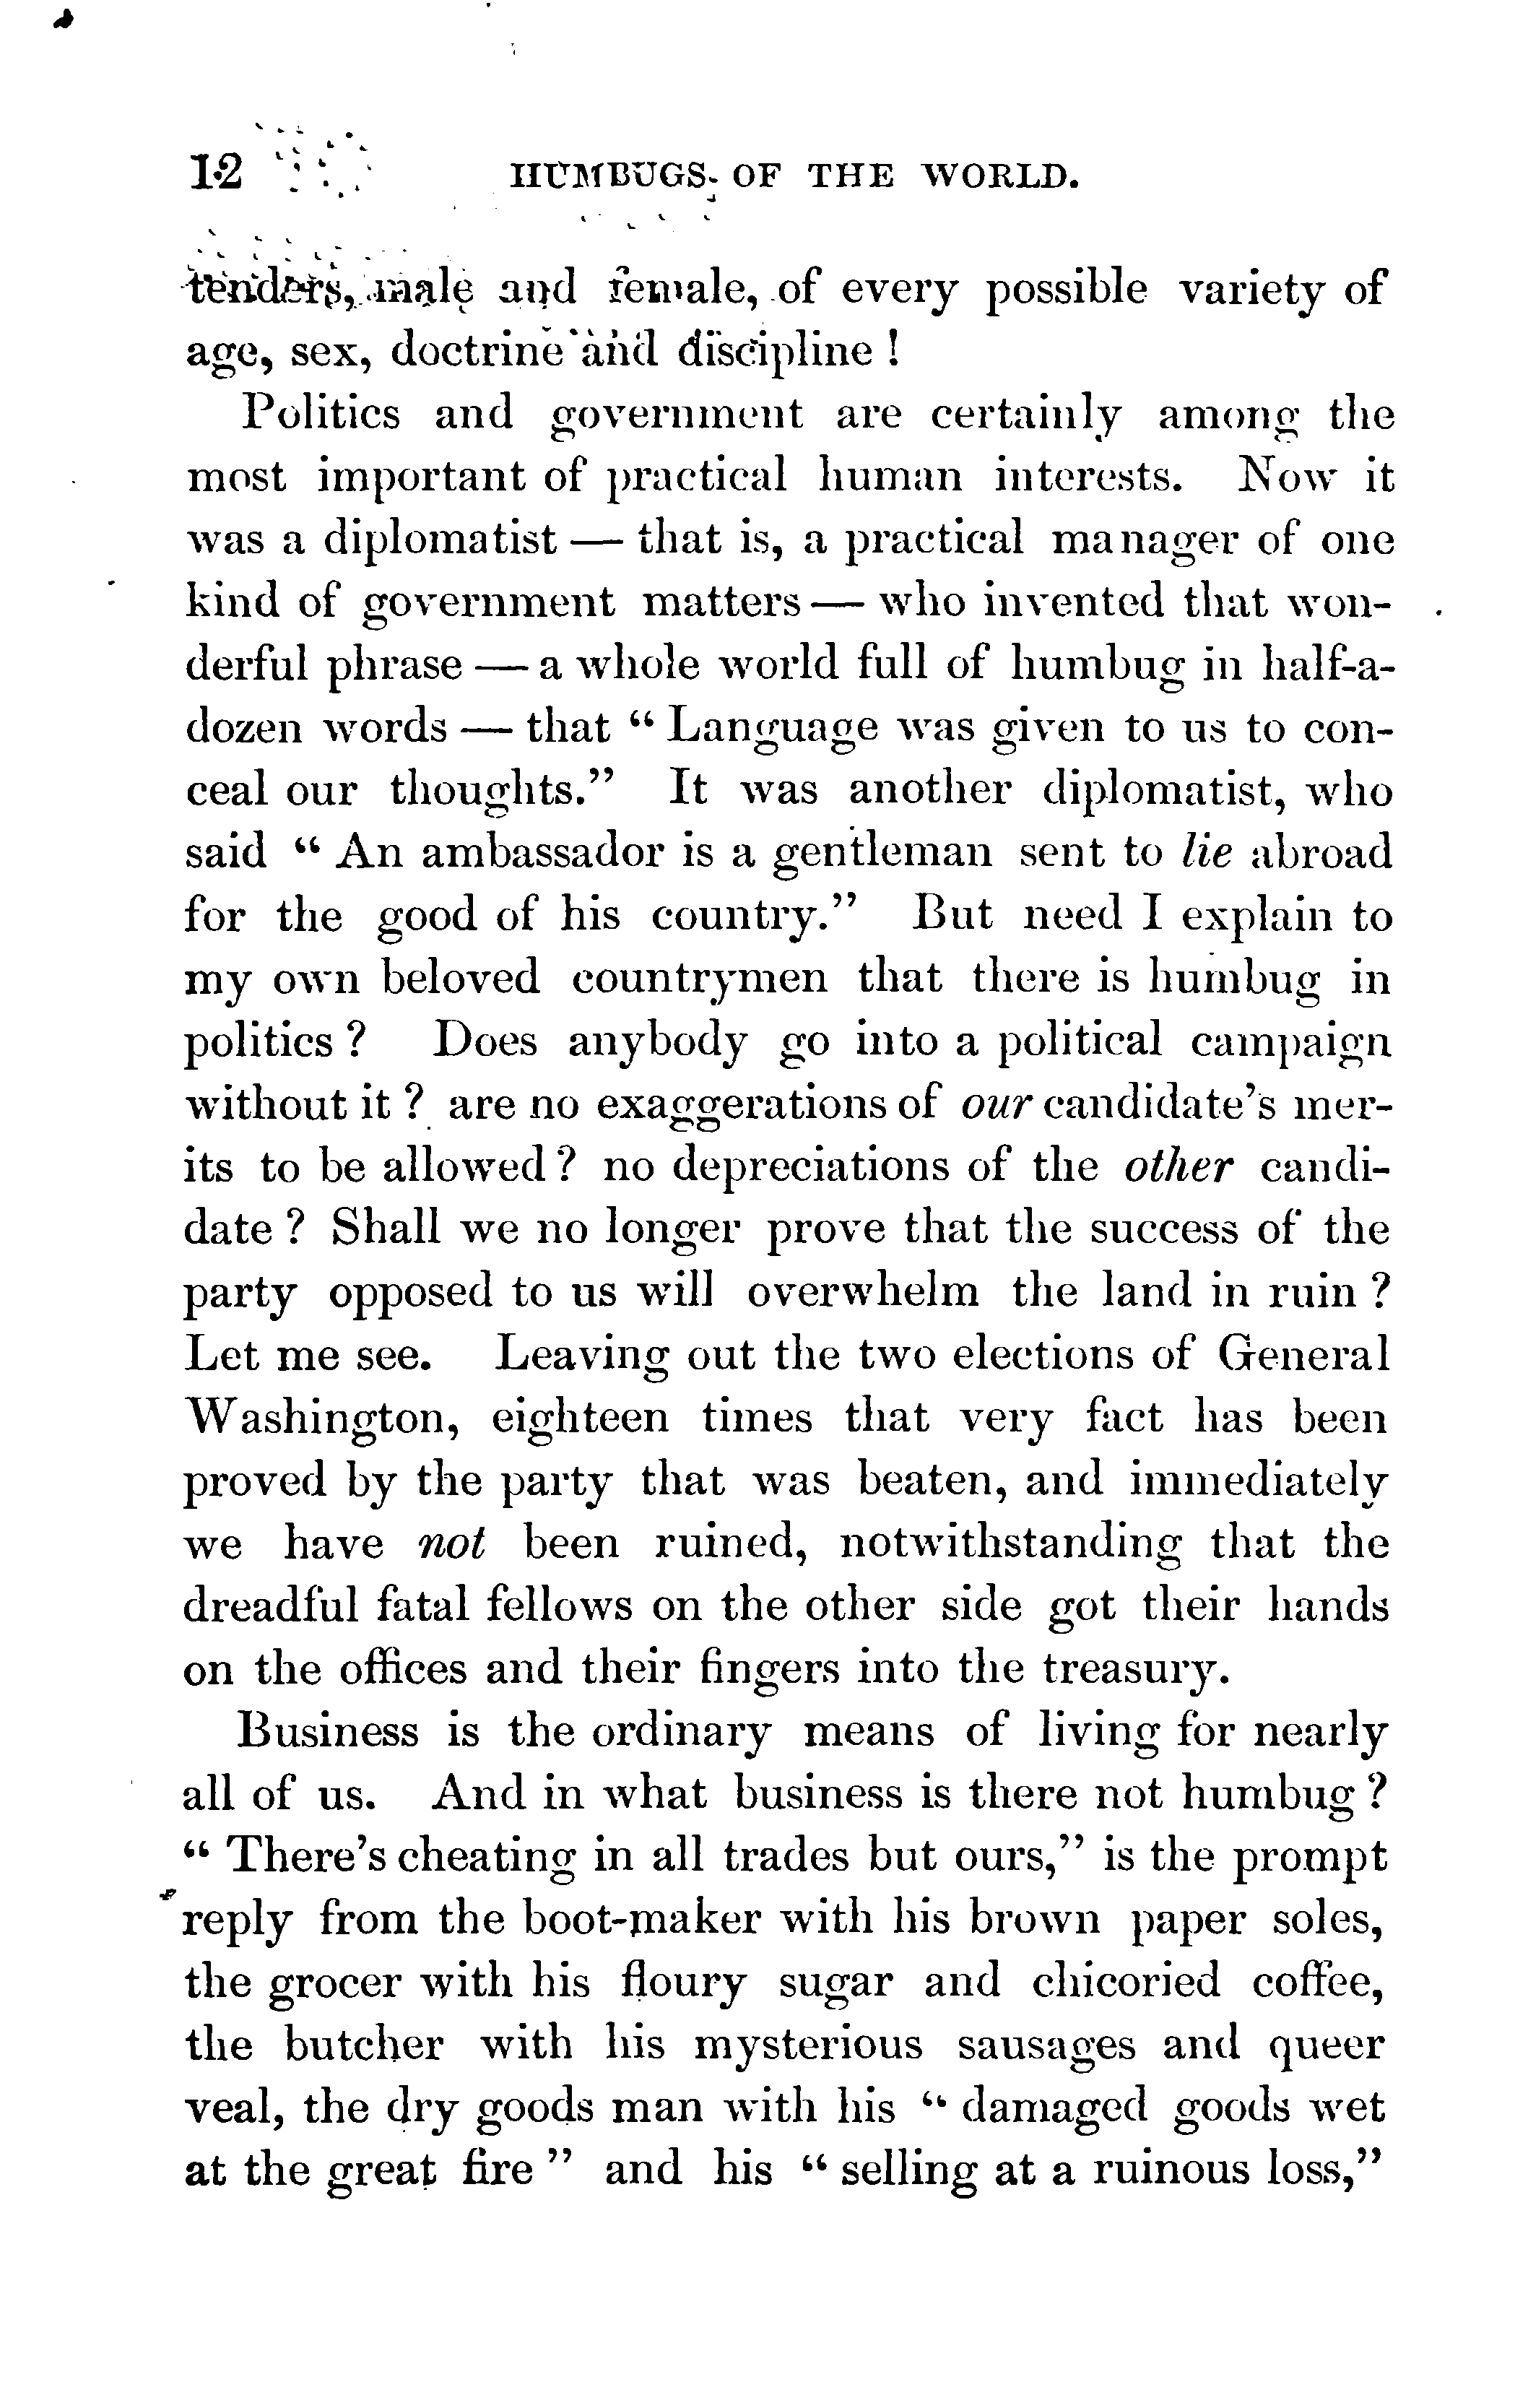 12 HUMBUGS OF THE WORLD.
tenders, male and female, of every possible variety of
age, sex, doctrine and discipline !
Politics and government are certainly among the
most important of practical human interests. Now it
was a diplomatist — that is, a practical manager of one
kind of government matters — who invented that won-
derful phrase — a whole world full of humbug in half-a-
dozen words — that “ Language was given to us to con-
ceal our thoughts.” It was another diplomatist, who
said “ An ambassador is a gentleman sent to lie abroad
for the good of his country.” But need I explain to
my own beloved countrymen that there is humbug in
politics ? Does anybody go into a political campaign
without it ? are no exaggerations of our candidate’s mer-
its to be allowed ? no depreciations of the other candi-
date ? Shall we no longer prove that the success of the
party opposed to us will overwhelm the land in ruin ?
Let me see. Leaving out the two elections of General
Washington, eighteen times that very fact has been
proved by the party that was beaten, and immediately
we have not been ruined, notwithstanding that the
dreadful fatal fellows on the other side got their hands
on the offices and their fingers into the treasury.
Business is the ordinary means of living for nearly
all of us. And in what business is there not humbug ?
“ There’s cheating in all trades but ours,” is the prompt
reply from the boot-maker with his brown paper soles,
the grocer with his floury sugar and chicoried coffee,
the butcher with his mysterious sausages and queer
veal, the dry goods man with his “ damaged goods wet
at the great fire ” and his “ selling at a ruinous loss,”